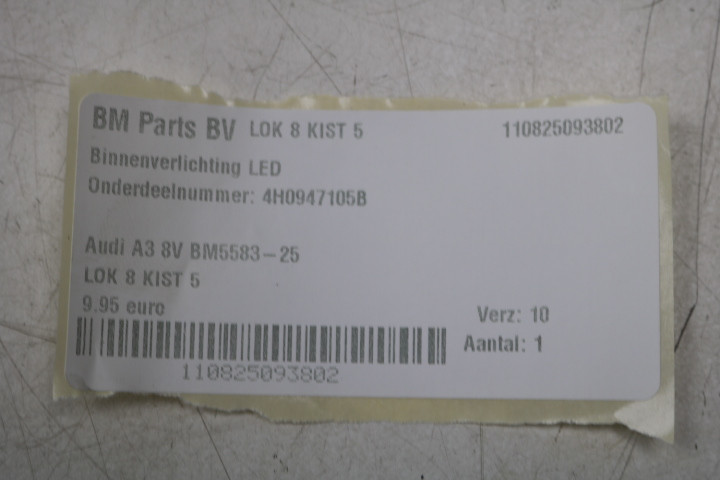 BM Parts BV LOK 8 KIST 5 110825093802
Binnenverlichting LED
Onderdeelnummer: 4H0947105B
Audi A3 8V BM5583-25
LOK 8 KIST 5
9.95 euro
Verz: 10
Aantal: 1
110825093802